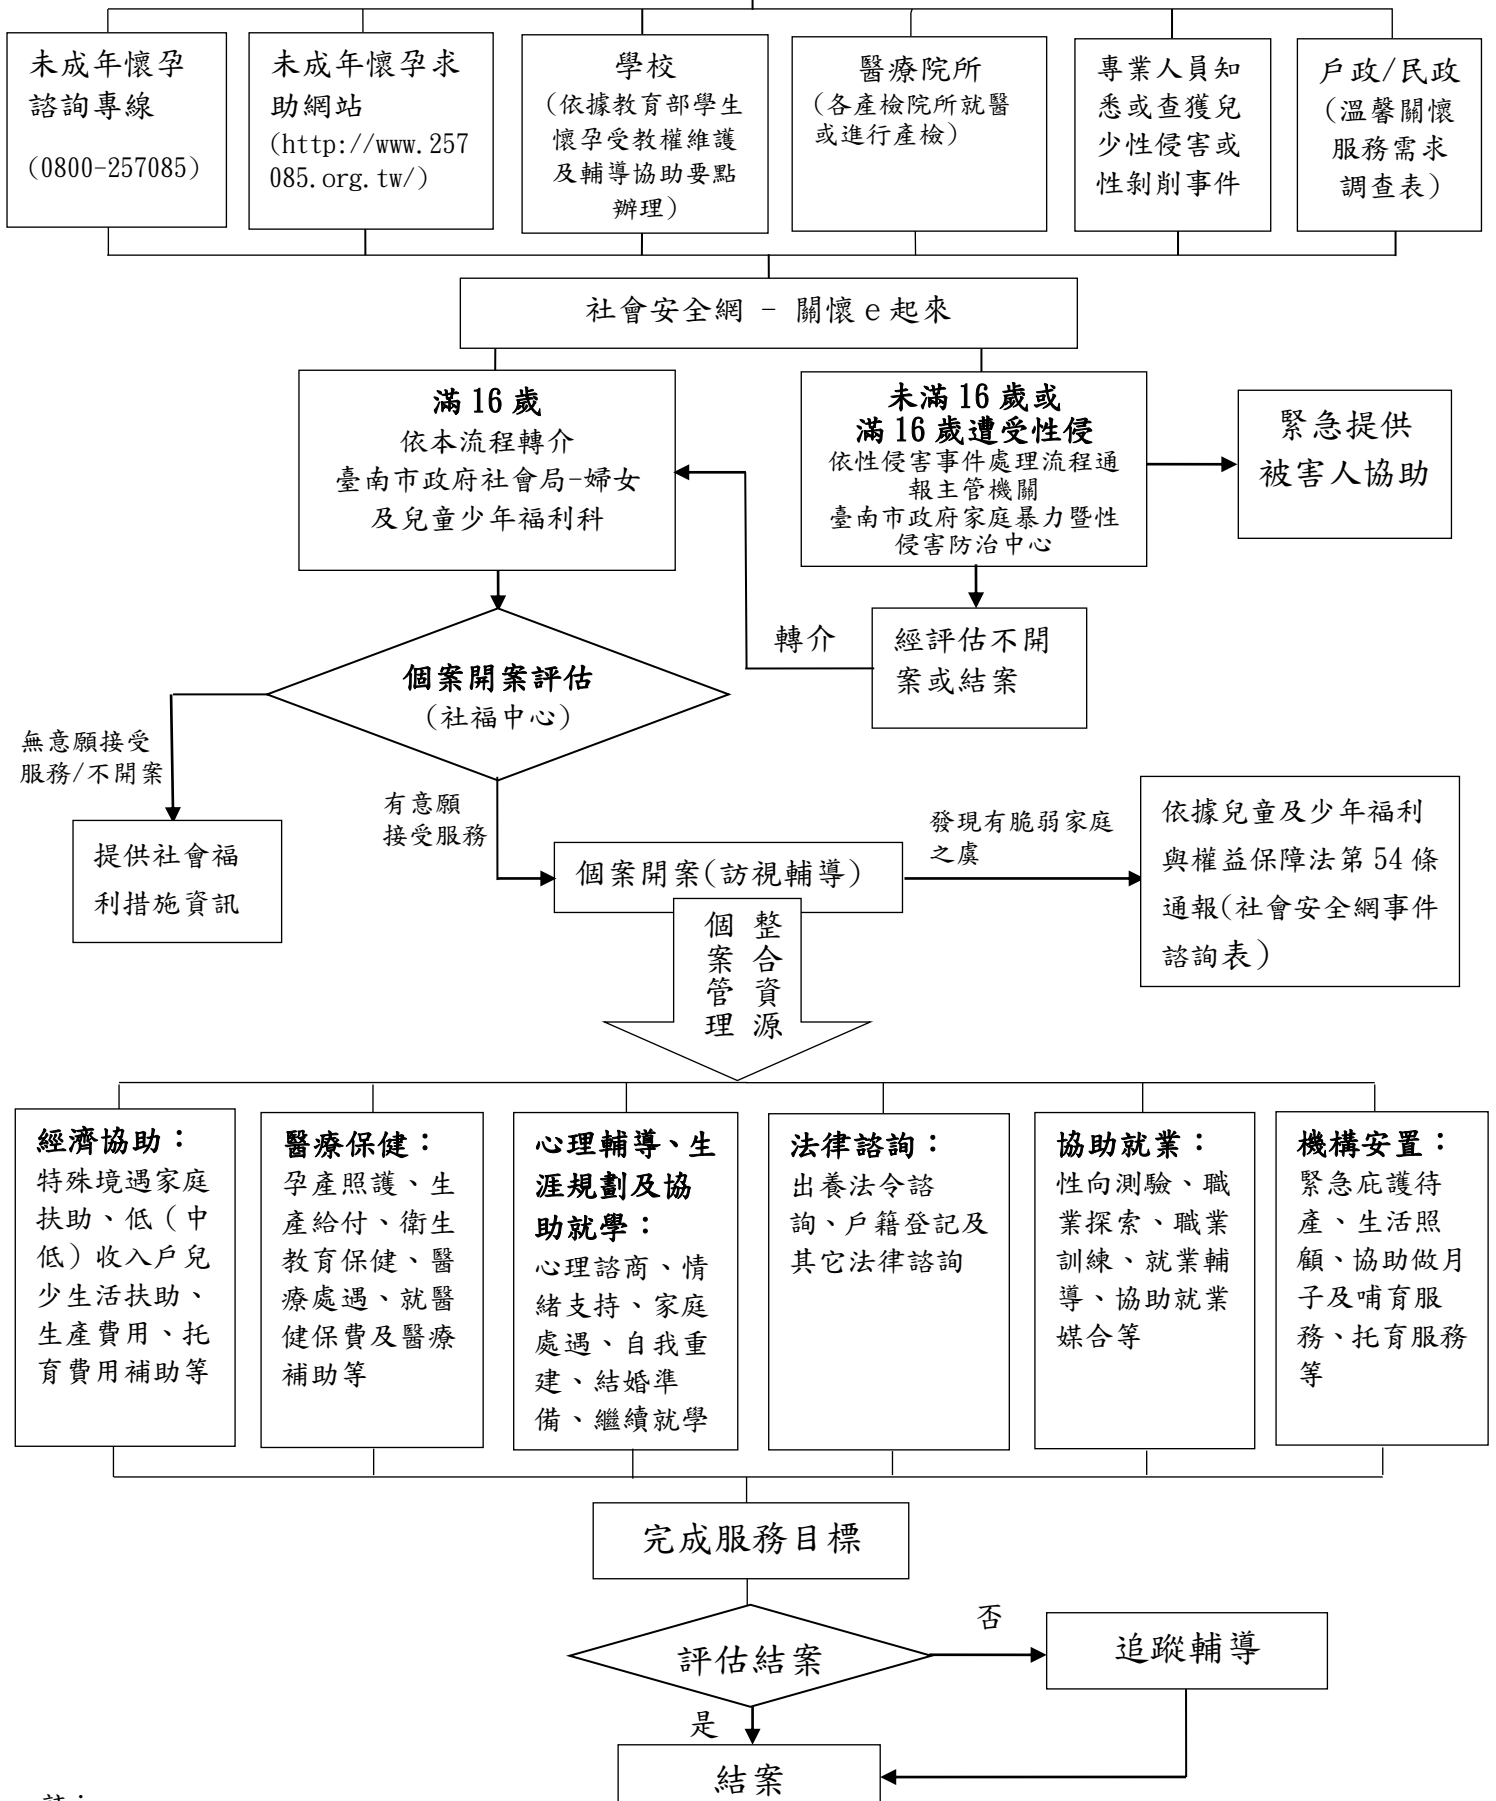 未成年懷孕
諮詢專線
(0800-257085)
未成年懷孕求
助網站
(http://www.257
085.org.tw/)
學校
(依據教育部學生
懷孕受教權維護
及輔導協助要點
辦理)
醫療院所
(各產檢院所就醫
或進行產檢)
專業人員知
悉或查獲兒
少性侵害或
性剝削事件
戶政/民政
(溫馨關懷
服務需求
調查表)
社會安全網 - 關懷e起來
滿16歲
依本流程轉介
臺南市政府社會局-婦女
及兒童少年福利科
未滿16歲或
滿16歲遭受性侵
依性侵害事件處理流程通
報主管機關
臺南市政府家庭暴力暨性
侵害防治中心
緊急提供
被害人協助
轉介
經評估不開
案或結案
個案開案評估
(社福中心)
無意願接受
服務/不開案
提供社會福
利措施資訊
有意願
接受服務
個案開案(訪視輔導)
發現有脆弱家庭
之虞
依據兒童及少年福利
與權益保障法第54條
通報(社會安全網事件
諮詢表)
個案管理
整合資源
經濟協助：
特殊境遇家庭
扶助、低(中
低)收入戶兒
少生活扶助、
生產費用、托
育費用補助等
醫療保健：
孕產照護、生
產給付、衛生
教育保健、醫
療處遇、就醫
健保費及醫療
補助等
心理輔導、生
涯規劃及協
助就學：
心理諮商、情
緒支持、家庭
處遇、自我重
建、結婚準
備、繼續就學
法律諮詢：
出養法令諮
詢、戶籍登記及
其它法律諮詢
協助就業：
性向測驗、職
業探索、職業
訓練、就業輔
導、協助就業
媒合等
機構安置：
緊急庇護待
產、生活照
顧、協助做月
子及哺育服
務、托育服務
等
完成服務目標
評估結案
否
追蹤輔導
是
結案